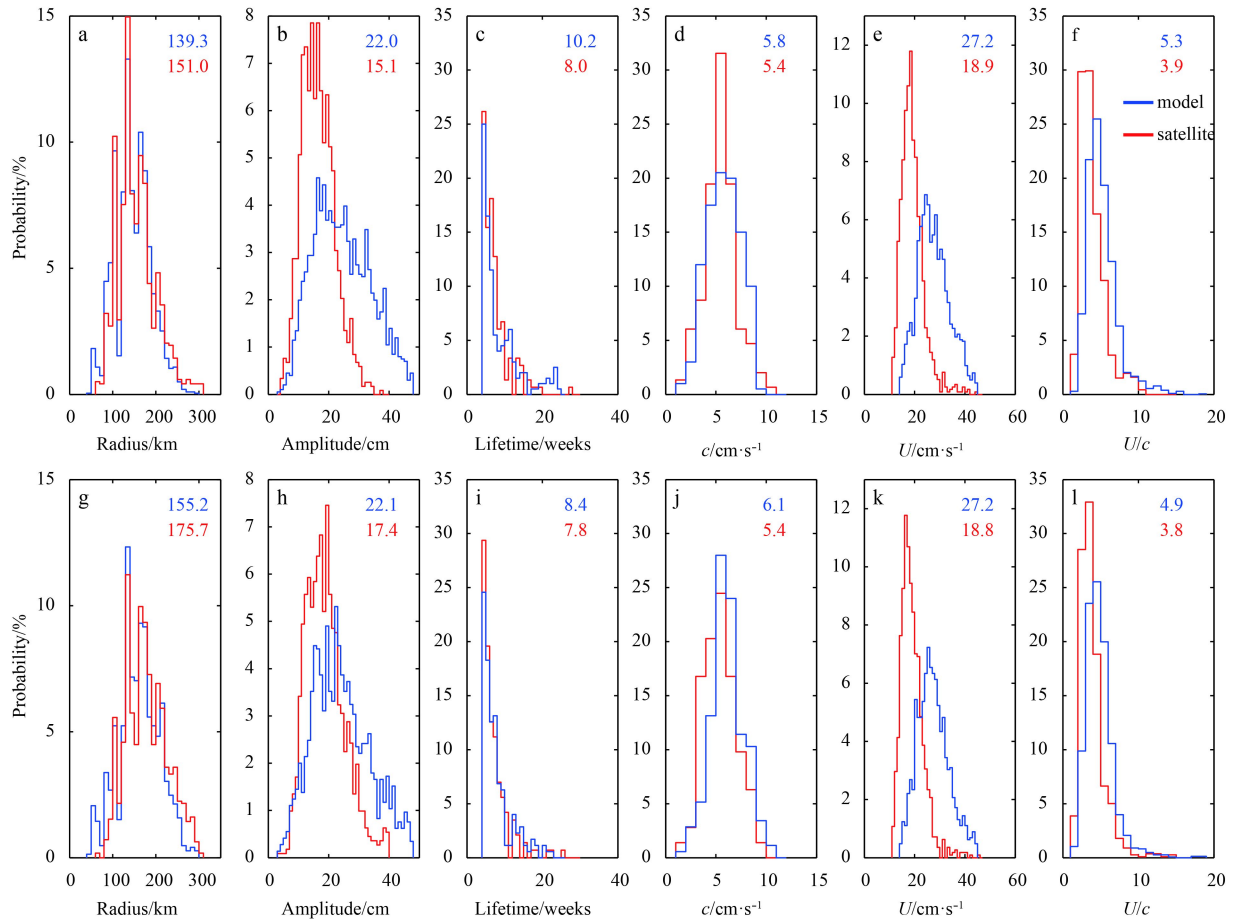 15 8 35 35 12 35
a 139.3 151.0
b 22.0 15.1
c 10.2 8.0
d 5.8 5.4
e 27.2 18.9
f 5.3 3.9
model
satellite
Probability/%
10 5 0
7 6 5 4 3 2 1 0
30 25 20 15 10 5 0
30 25 20 15 10 5 0
10 8 6 4 2 0
30 25 20 15 10 5 0
0 100 200 300
0 20 40
0 20 40
0 5 10 15
0 20 40 60
0 10 20
Radius/km Amplitude/cm Lifetime/weeks c/cm·s⁻¹ U/cm·s⁻¹ U/c
15 8 35 35 12 35
g 155.2 175.7
h 22.1 17.4
i 8.4 7.8
j 6.1 5.4
k 27.2 18.8
l 4.9 3.8
Probability/%
10 5 0
7 6 5 4 3 2 1 0
30 25 20 15 10 5 0
30 25 20 15 10 5 0
10 8 6 4 2 0
30 25 20 15 10 5 0
0 100 200 300
0 20 40
0 20 40
0 5 10 15
0 20 40 60
0 10 20
Radius/km Amplitude/cm Lifetime/weeks c/cm·s⁻¹ U/cm·s⁻¹ U/c